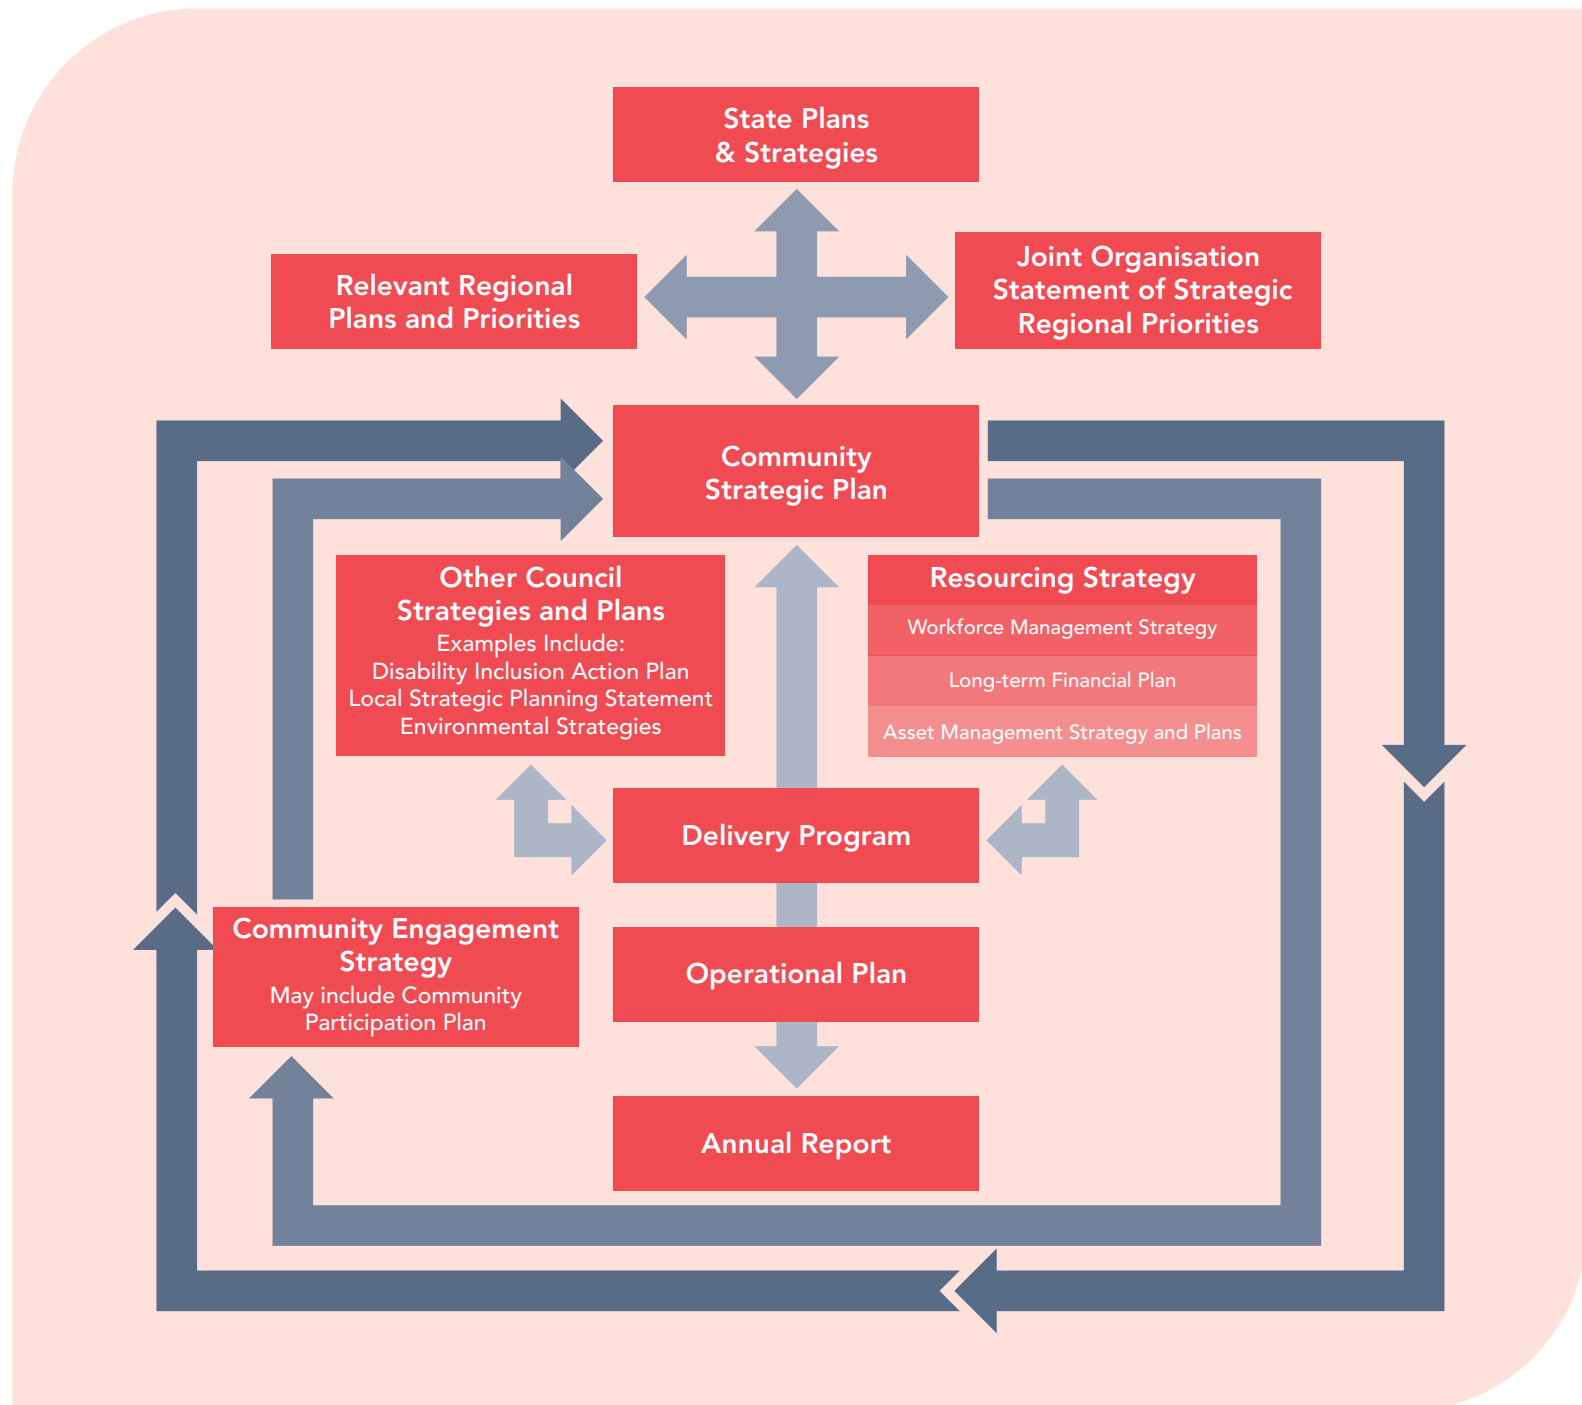 State Plans
& Strategies
Relevant Regional
Plans and Priorities
Joint Organisation
Statement of Strategic
Regional Priorities
Community
Strategic Plan
Other Council
Strategies and Plans
Examples Include:
Disability Inclusion Action Plan
Local Strategic Planning Statement
Environmental Strategies
Resourcing Strategy
Workforce Management Strategy
Long-term Financial Plan
Asset Management Strategy and Plans
Delivery Program
Community Engagement
Strategy
May include Community
Participation Plan
Operational Plan
Annual Report